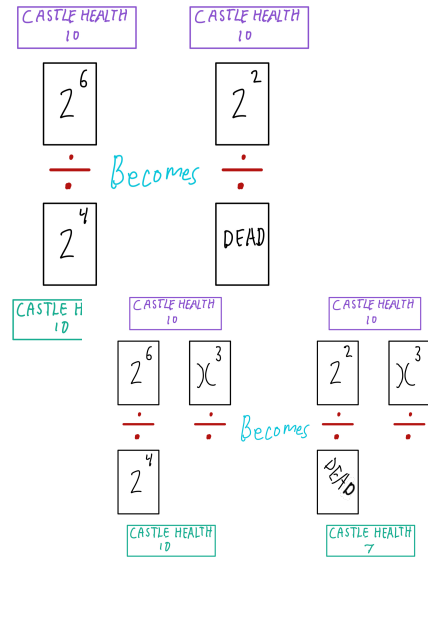 CASTLE HEALTH
10
CASTLE HEALTH
10
2^6
2^2
÷
Becomes
÷
2^4
DEAD
CASTLE H
10
CASTLE HEALTH
10
CASTLE HEALTH
10
2^6
x^3
2^2
x^3
÷
÷
Becomes
÷
÷
2^4
DEAD
CASTLE HEALTH
10
CASTLE HEALTH
7